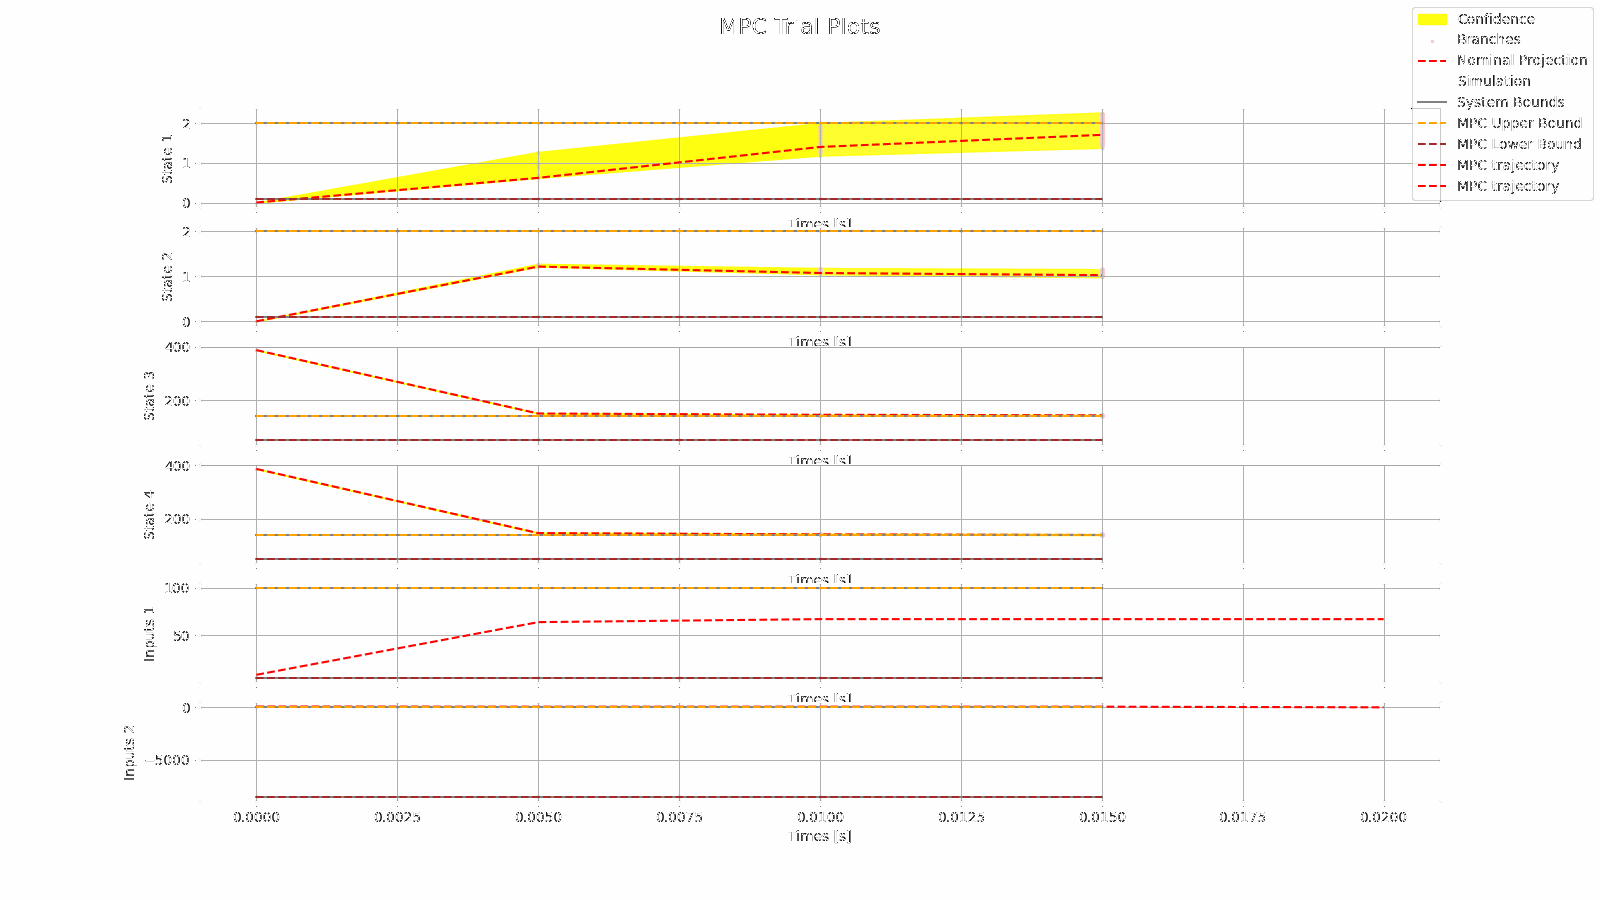 MPC Trial Plots
Confidence
Branches
Nominal Projection
Simulation
System Bounds
MPC Upper Bound
MPC Lower Bound
MPC trajectory
MPC trajectory
State 1
2
1
0
Times [s]
State 2
2
1
0
Times [s]
State 3
400
200
Times [s]
State 4
400
200
Times [s]
Inputs 1
100
50
Times [s]
Inputs 2
0
−5000
0.0000 0.0025 0.0050 0.0075 0.0100 0.0125 0.0150 0.0175 0.0200
Times [s]